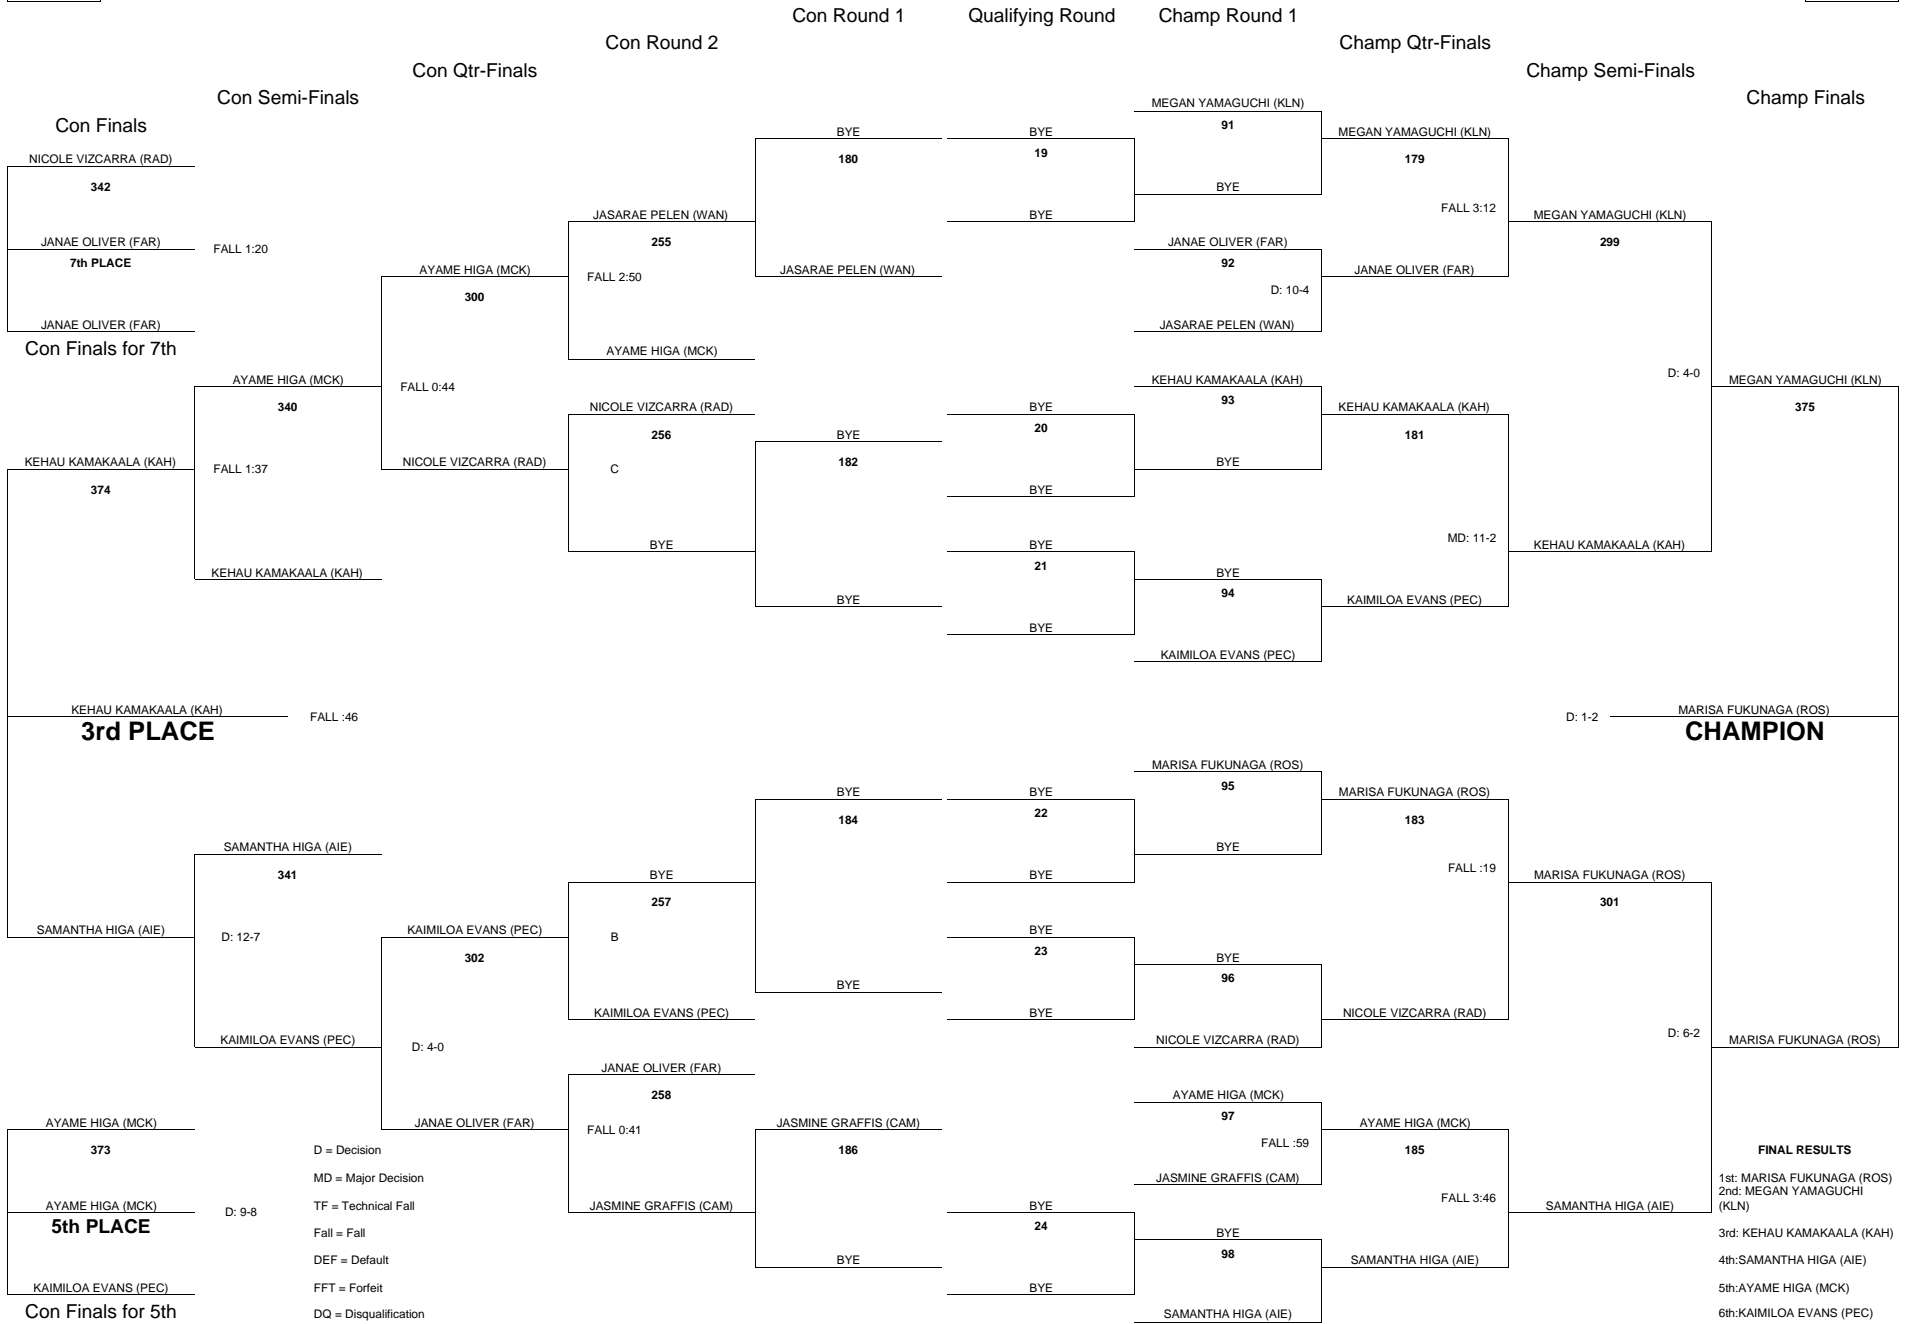 Con Round 1 Qualifying Round Champ Round 1
Con Round 2 Champ Qtr-Finals
Con Qtr-Finals Champ Semi-Finals
Con Semi-Finals Champ Finals
Con Finals
NICOLE VIZCARRA (RAD)
342
JANAE OLIVER (FAR) FALL 1:20
7th PLACE
JANAE OLIVER (FAR)
Con Finals for 7th
KEHAU KAMAKAALA (KAH)
374
KEHAU KAMAKAALA (KAH) FALL :46
3rd PLACE
SAMANTHA HIGA (AIE)
AYAME HIGA (MCK)
373
AYAME HIGA (MCK) D: 9-8
5th PLACE
KAIMILOA EVANS (PEC)
Con Finals for 5th
AYAME HIGA (MCK)
340
FALL 1:37
KEHAU KAMAKAALA (KAH)
SAMANTHA HIGA (AIE)
341
D: 12-7
KAIMILOA EVANS (PEC)
D = Decision
MD = Major Decision
TF = Technical Fall
Fall = Fall
DEF = Default
FFT = Forfeit
DQ = Disqualification
AYAME HIGA (MCK)
300
FALL 0:44
NICOLE VIZCARRA (RAD)
KAIMILOA EVANS (PEC)
302
D: 4-0
JANAE OLIVER (FAR)
JASARAE PELEN (WAN)
255
FALL 2:50
AYAME HIGA (MCK)
NICOLE VIZCARRA (RAD)
256
C
BYE
BYE
257
B
KAIMILOA EVANS (PEC)
JANAE OLIVER (FAR)
258
FALL 0:41
JASMINE GRAFFIS (CAM)
BYE
180
JASARAE PELEN (WAN)
BYE
182
BYE
BYE
184
BYE
JASMINE GRAFFIS (CAM)
186
BYE
BYE
19
BYE
BYE
20
BYE
BYE
21
BYE
BYE
22
BYE
BYE
23
BYE
BYE
24
BYE
MEGAN YAMAGUCHI (KLN)
91
BYE
JANAE OLIVER (FAR)
92
D: 10-4
JASARAE PELEN (WAN)
KEHAU KAMAKAALA (KAH)
93
BYE
BYE
94
KAIMILOA EVANS (PEC)
MARISA FUKUNAGA (ROS)
95
BYE
BYE
96
NICOLE VIZCARRA (RAD)
AYAME HIGA (MCK)
97
FALL :59
JASMINE GRAFFIS (CAM)
BYE
98
SAMANTHA HIGA (AIE)
MEGAN YAMAGUCHI (KLN)
179
FALL 3:12
JANAE OLIVER (FAR)
KEHAU KAMAKAALA (KAH)
181
MD: 11-2
KAIMILOA EVANS (PEC)
MARISA FUKUNAGA (ROS)
183
FALL :19
NICOLE VIZCARRA (RAD)
AYAME HIGA (MCK)
185
FALL 3:46
SAMANTHA HIGA (AIE)
MEGAN YAMAGUCHI (KLN)
299
D: 4-0
KEHAU KAMAKAALA (KAH)
MARISA FUKUNAGA (ROS)
301
D: 6-2
SAMANTHA HIGA (AIE)
MEGAN YAMAGUCHI (KLN)
375
D: 1-2 MARISA FUKUNAGA (ROS)
CHAMPION
MARISA FUKUNAGA (ROS)
FINAL RESULTS
1st: MARISA FUKUNAGA (ROS)
2nd: MEGAN YAMAGUCHI
(KLN)
3rd: KEHAU KAMAKAALA (KAH)
4th:SAMANTHA HIGA (AIE)
5th:AYAME HIGA (MCK)
6th:KAIMILOA EVANS (PEC)